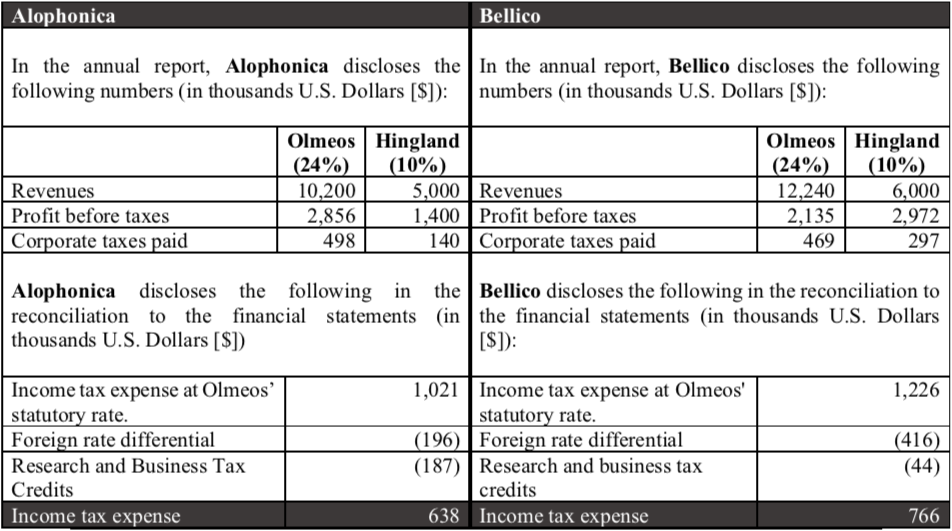 Alophonica
In the annual report, Alophonica discloses the
following numbers (in thousands U.S. Dollars [$]):
Olmeos Hingland
(24%) (10%)
Revenues 10,200 5,000
Profit before taxes 2,856 1,400
Corporate taxes paid 498 140
Alophonica discloses the following in the
reconciliation to the financial statements (in
thousands U.S. Dollars [$])
Income tax expense at Olmeos’ 1,021
statutory rate.
Foreign rate differential (196)
Research and Business Tax (187)
Credits
Income tax expense 638
Bellico
In the annual report, Bellico discloses the following
numbers (in thousands U.S. Dollars [$]):
Olmeos Hingland
(24%) (10%)
Revenues 12,240 6,000
Profit before taxes 2,135 2,972
Corporate taxes paid 469 297
Bellico discloses the following in the reconciliation to
the financial statements (in thousands U.S. Dollars
[$]):
Income tax expense at Olmeos' 1,226
statutory rate.
Foreign rate differential (416)
Research and business tax (44)
credits
Income tax expense 766